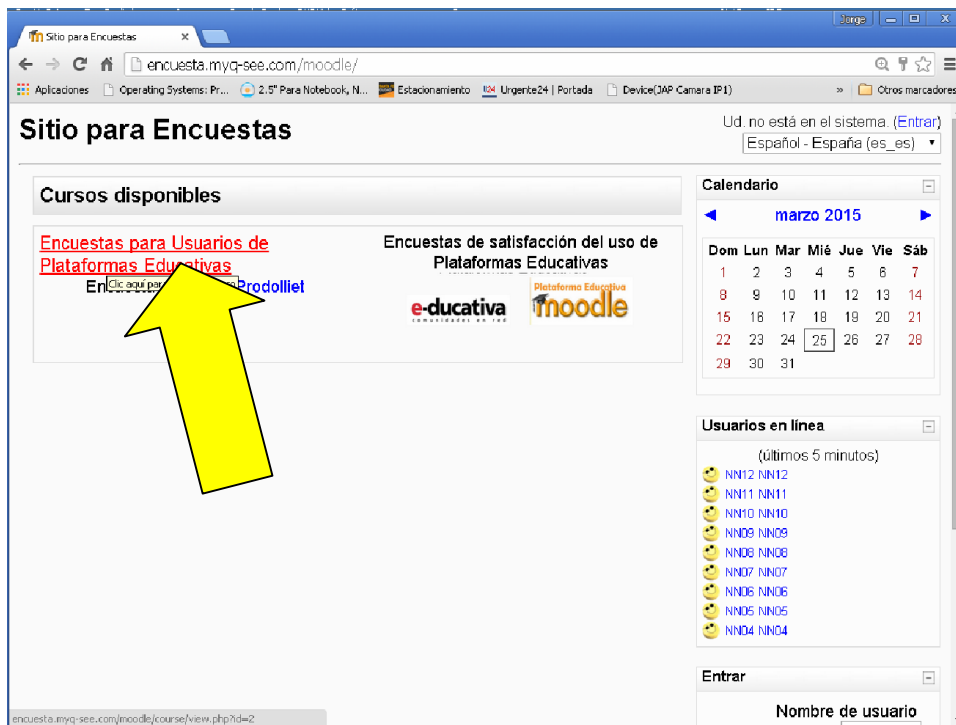 Jorge
Sitio para Encuestas
encuesta.myq-see.com/moodle/
Aplicaciones
Operating Systems: Pr...
2.5" Para Notebook, N...
Estacionamiento
Urgente24 | Portada
Device(JAP Camara IP1)
»
Otros marcadores
Sitio para Encuestas
Ud. no está en el sistema. (Entrar)
Español - España (es_es)
Cursos disponibles
Encuestas para Usuarios de
Plataformas Educativas
Clic aquí par
Prodolliet
Encuestas de satisfacción del uso de
Plataformas Educativas
e-ducativa
comunidades en red
Plataforma Educativa
moodle
Calendario
marzo 2015
Dom Lun Mar Mié Jue Vie Sáb
1 2 3 4 5 6 7
8 9 10 11 12 13 14
15 16 17 18 19 20 21
22 23 24 25 26 27 28
29 30 31
Usuarios en línea
(últimos 5 minutos)
NN12 NN12
NN11 NN11
NN10 NN10
NN09 NN09
NN08 NN08
NN07 NN07
NN06 NN06
NN05 NN05
NN04 NN04
Entrar
Nombre de usuario
encuesta.myq-see.com/moodle/course/view.php?id=2